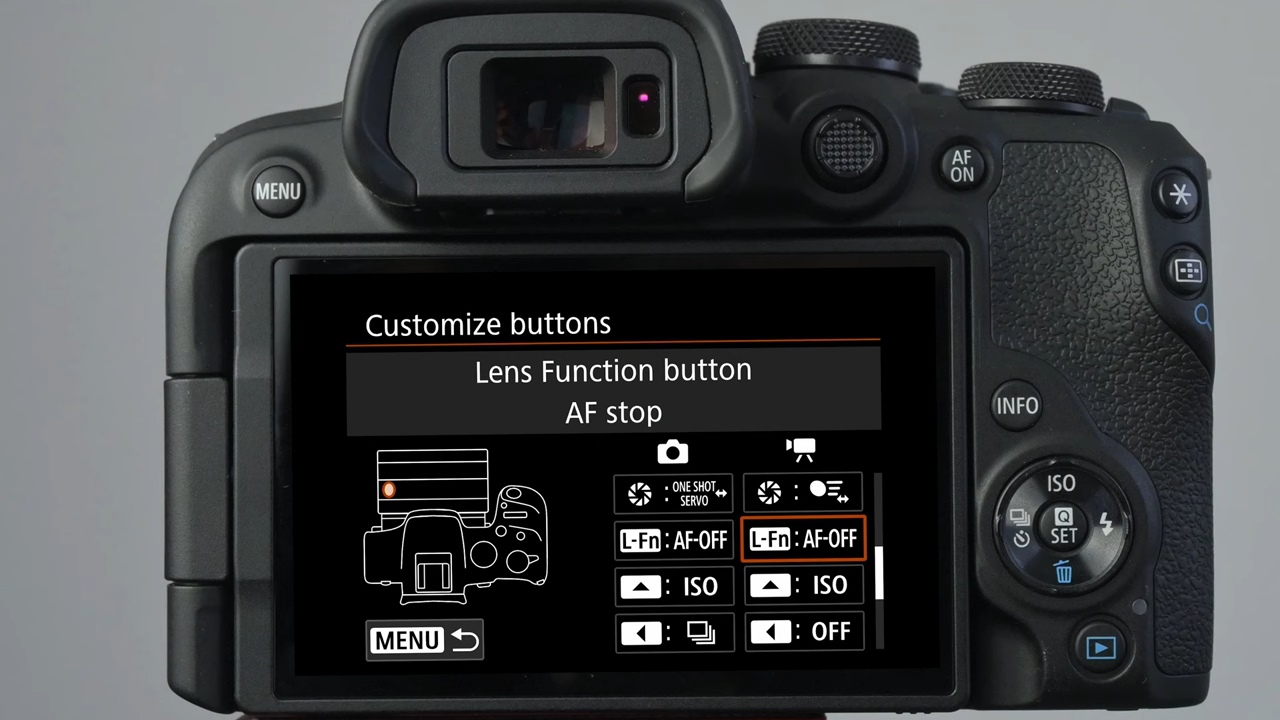 AF
ON
MENU
Customize buttons
Lens Function button
AF stop
ONE SHOT
SERVO
L-Fn : AF-OFF L-Fn : AF-OFF
: ISO : ISO
: : OFF
MENU
INFO
ISO
Q
SET